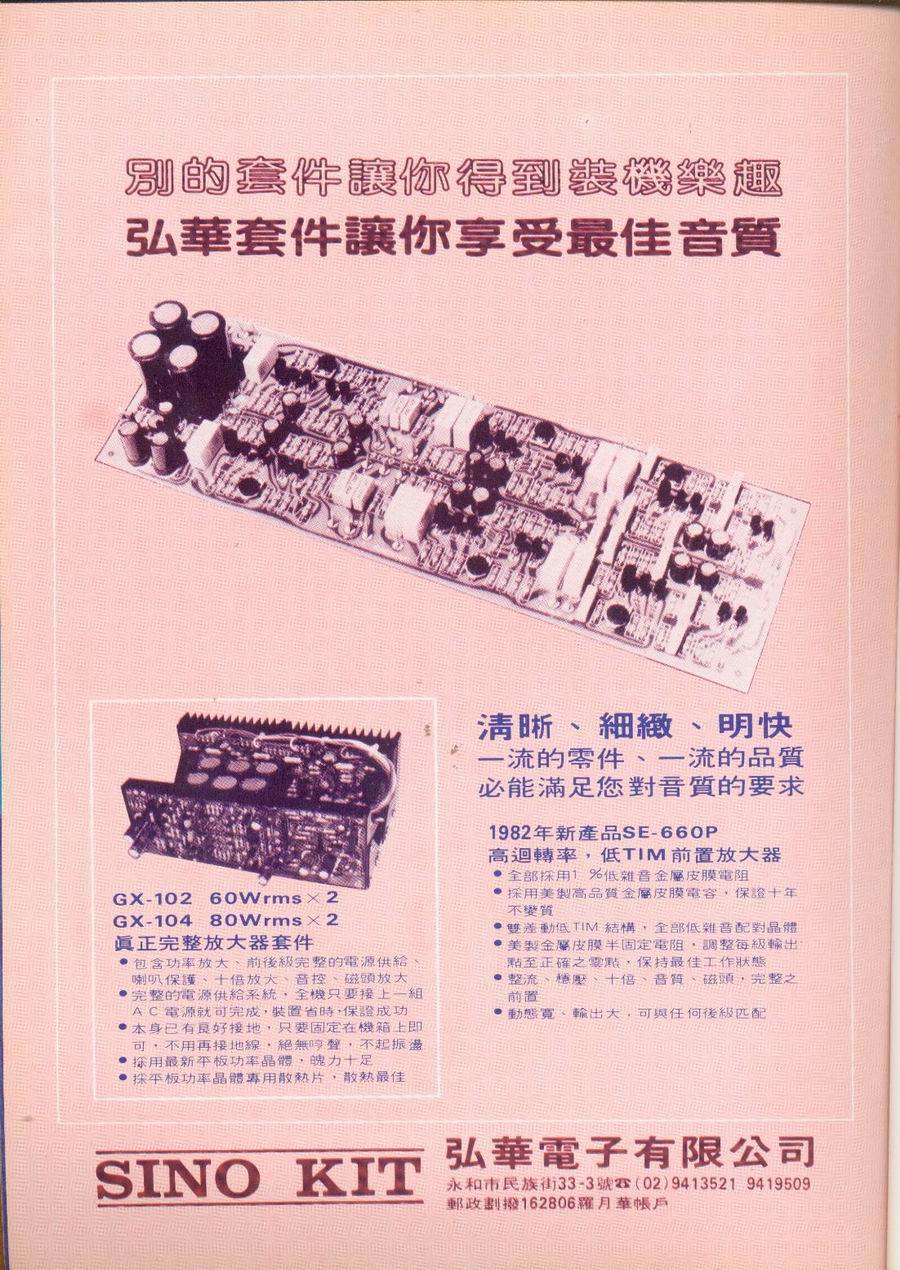 別的套件讓你得到裝機樂趣
弘華套件讓你享受最佳音質
清晰、細緻、明快
一流的零件、一流的品質
必能滿足您對音質的要求
1982年新產品SE-660P
高迴轉率，低TIM前置放大器
●全部採用1 %低雜音金屬皮膜電阻
●採用美製高品質金屬皮膜電容，保證十年
不變質
●雙差動低TIM結構，全部低雜音配對晶體
●美製金屬皮膜半固定電阻，調整每級輸出
點至正確之零點，保持最佳工作狀態
●整流、穩壓、十倍、音質、磁頭，完整之
前置
●動態寬、輸出大，可與任何後級匹配
GX-102 60Wrms×2
GX-104 80Wrms×2
眞正完整放大器套件
●包含功率放大、前後級完整的電源供給、
喇叭保護、十倍放大、音控、磁頭放大
●完整的電源供給系統，全機只要接上一組
AC電源就可完成，裝置省時，保證成功
●本身已有良好接地，只要固定在機箱上即
可，不用再接地線，絕無哼聲，不起振盪
●採用最新平板功率晶體，魄力十足
●採平板功率晶體專用散熱片，散熱最佳
SINO KIT
弘華電子有限公司
永和市民族街33-3號☎(02)9413521 9419509
郵政劃撥162806羅月華帳戶